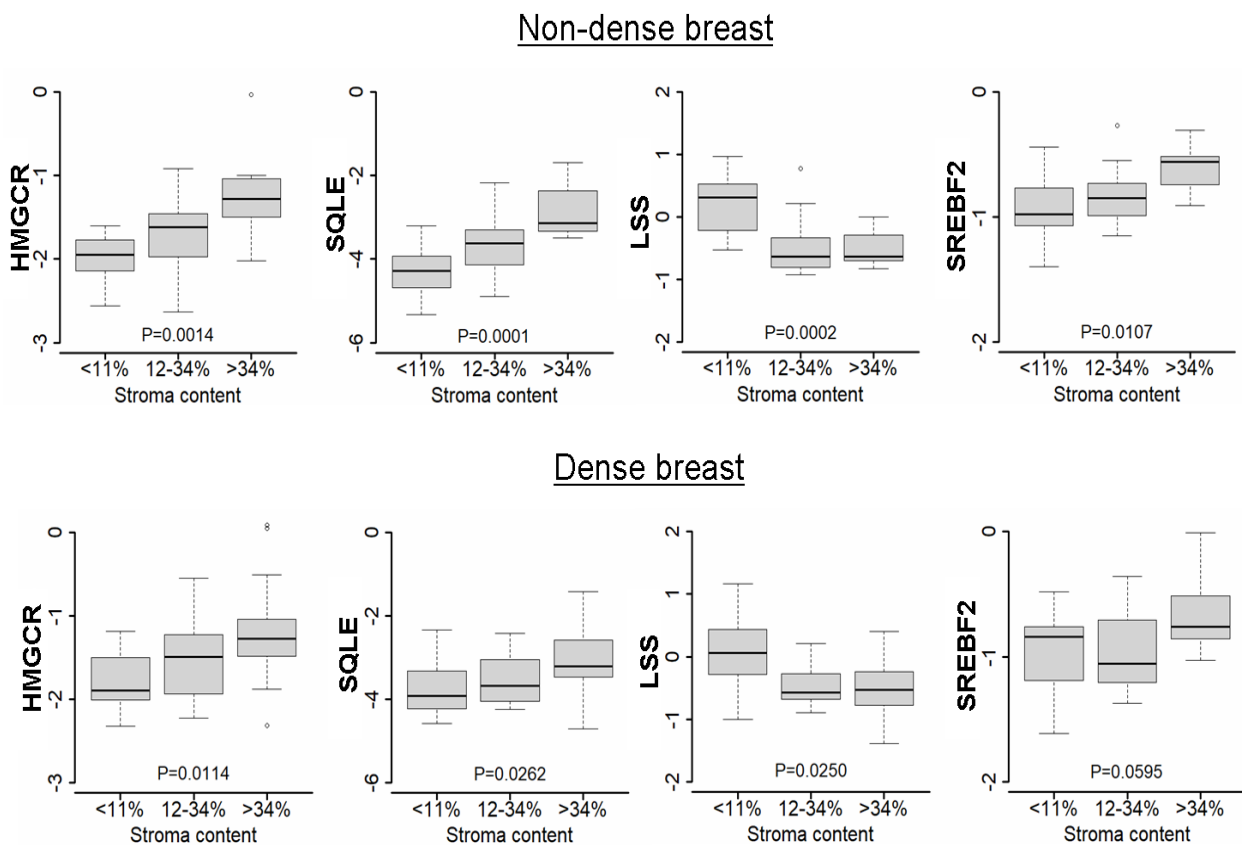 Non-dense breast
HMGCR
0
-1
-2
-3
P=0.0014
<11% 12-34% >34%
Stroma content
SQLE
0
-2
-4
-6
P=0.0001
<11% 12-34% >34%
Stroma content
LSS
2
1
0
-1
-2
P=0.0002
<11% 12-34% >34%
Stroma content
SREBF2
0
-1
-2
P=0.0107
<11% 12-34% >34%
Stroma content
Dense breast
HMGCR
0
-1
-2
-3
P=0.0114
<11% 12-34% >34%
Stroma content
SQLE
0
-2
-4
-6
P=0.0262
<11% 12-34% >34%
Stroma content
LSS
2
1
0
-1
-2
P=0.0250
<11% 12-34% >34%
Stroma content
SREBF2
0
-1
-2
P=0.0595
<11% 12-34% >34%
Stroma content